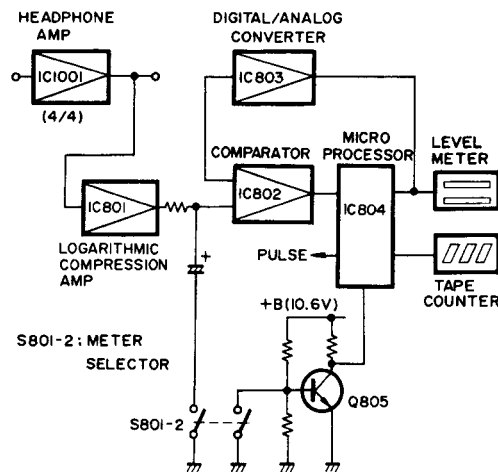 HEADPHONE
AMP
IC1001
(4/4)
DIGITAL/ANALOG
CONVERTER
IC803
MICRO
PROCESSOR
LEVEL
METER
COMPARATOR
IC801
IC802
IC804
LOGARITHMIC
COMPRESSION
AMP
PULSE
TAPE
COUNTER
+
+B(10.6V)
S801-2: METER
SELECTOR
Q805
S801-2